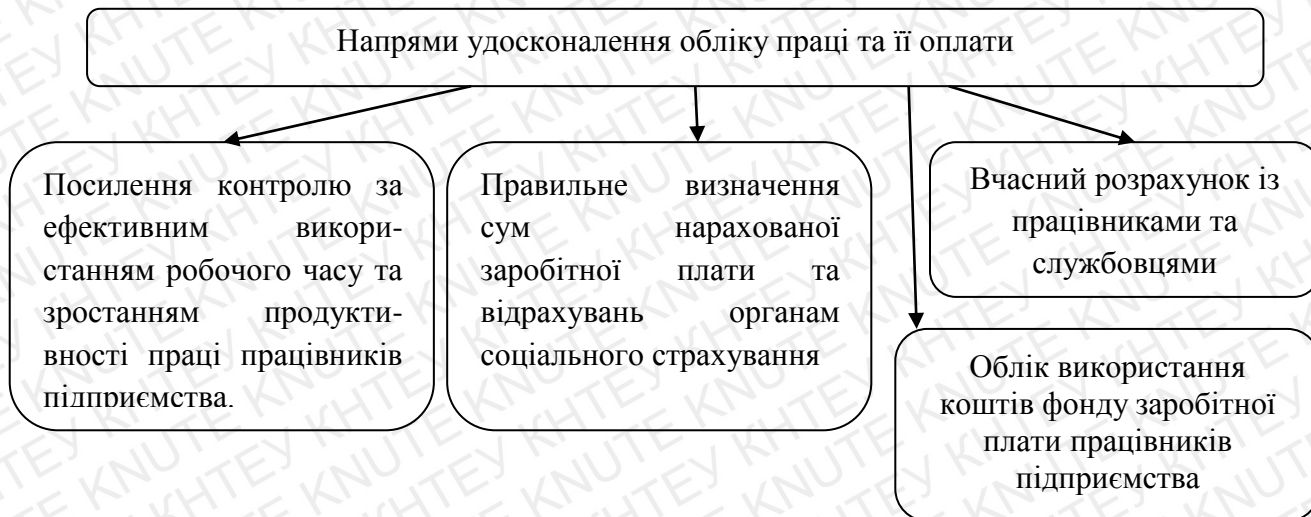 Напрями удосконалення обліку праці та її оплати
Посилення контролю за
ефективним викори-
станням робочого часу та
зростанням продукти-
вності праці працівників
підприємства.
Правильне визначення
сум нарахованої
заробітної плати та
відрахувань органам
соціального страхування
Вчасний розрахунок із
працівниками та
службовцями
Облік використання
коштів фонду заробітної
плати працівників
підприємства